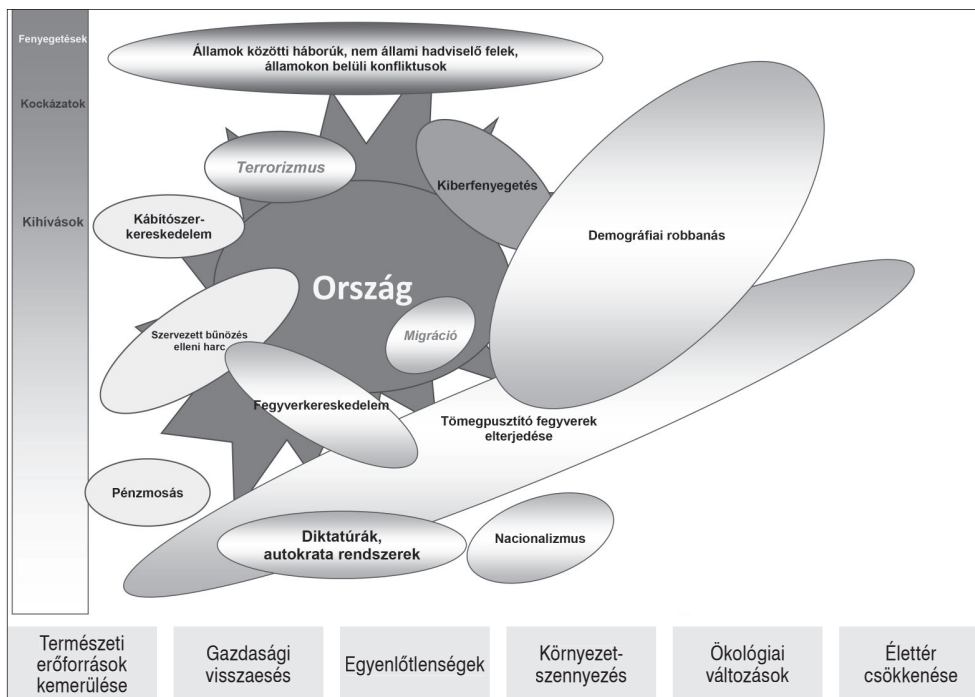 Fenyegetések
Kockázatok
Kihívások
Államok közötti háborúk, nem állami hadviselő felek,
államokon belüli konfliktusok
Terrorizmus
Kiberfenyegetés
Kábítószer-
kereskedelem
Demográfiai robbanás
Ország
Szervezett bűnözés
elleni harc
Migráció
Fegyverkereskedelem
Tömegpusztító fegyverek
elterjedése
Pénzmosás
Diktatúrák,
autokrata rendszerek
Nacionalizmus
Természeti
erőforrások
kemerülése
Gazdasági
visszaesés
Egyenlőtlenségek
Környezet-
szennyezés
Ökológiai
változások
Élettér
csökkenése